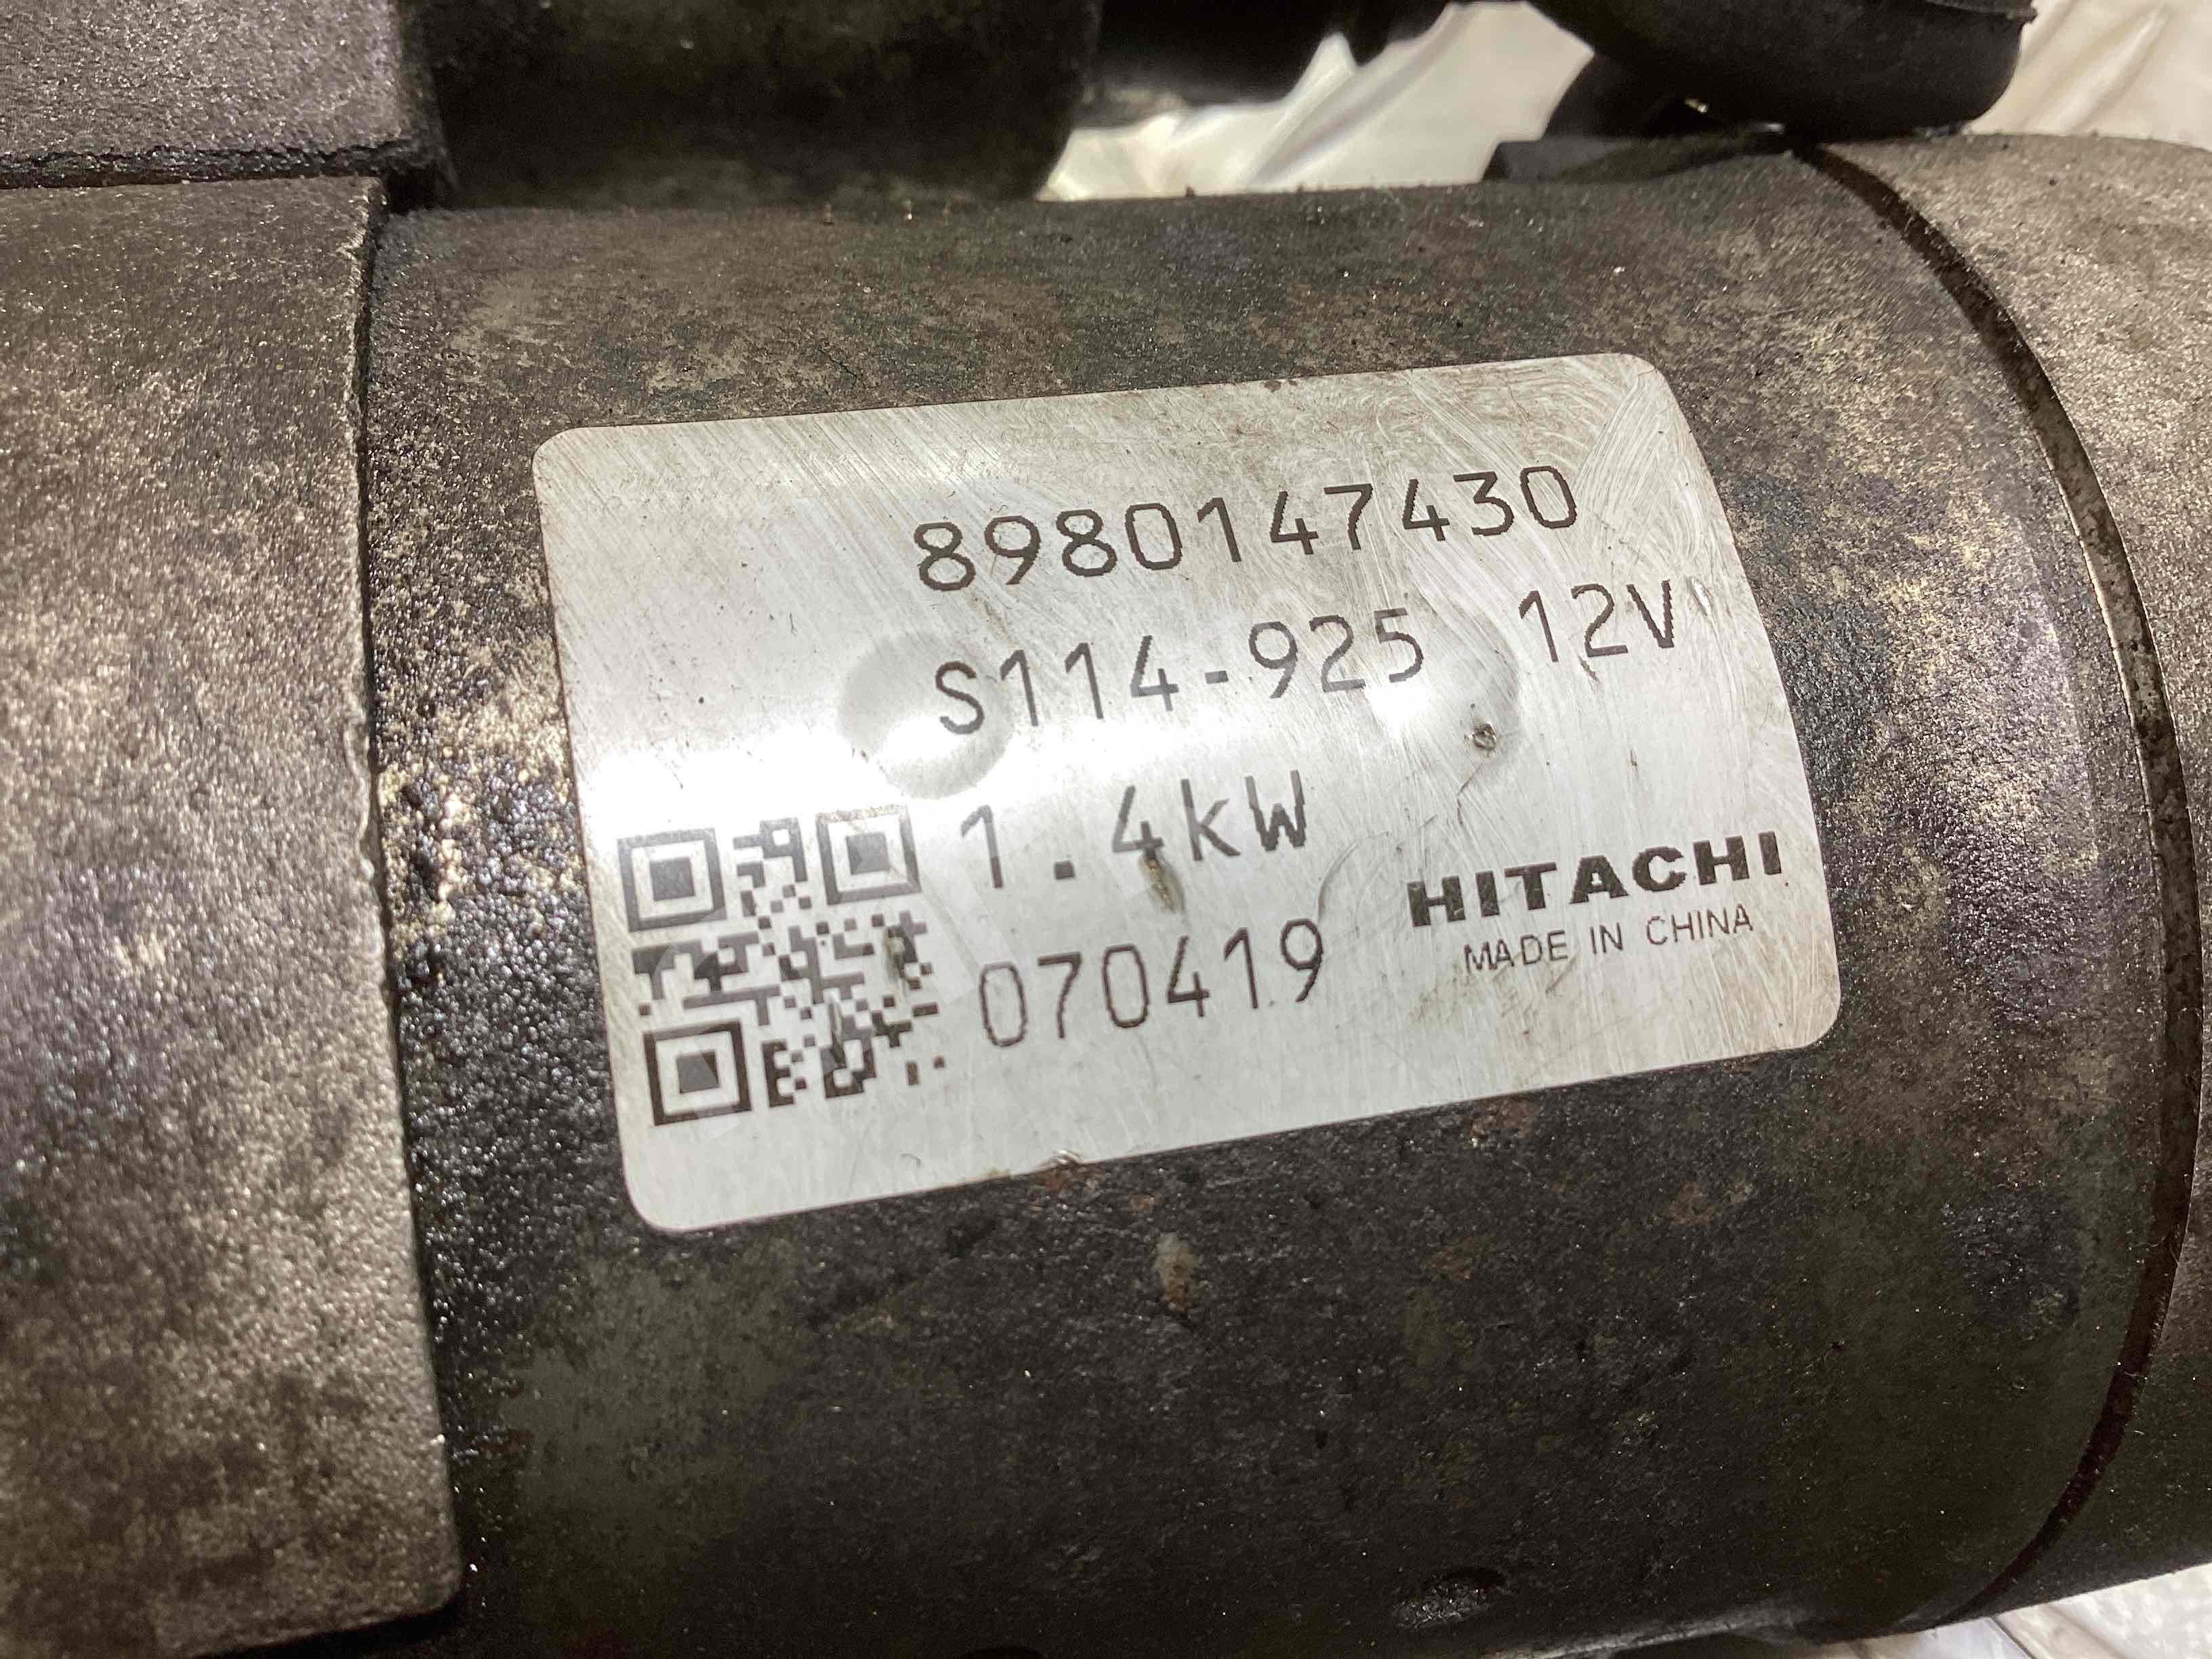 8980147430
S114-925 12V
1.4kW
HITACHI
MADE IN CHINA
070419